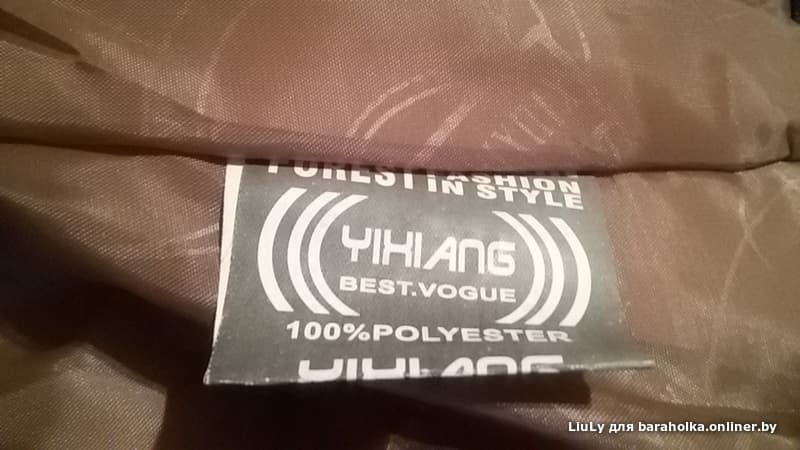 FOREST FASHION
IN STYLE
YIXIANG
BEST.VOGUE
100%POLYESTER
YIXIANG
LiuLy для baraholka.onliner.by